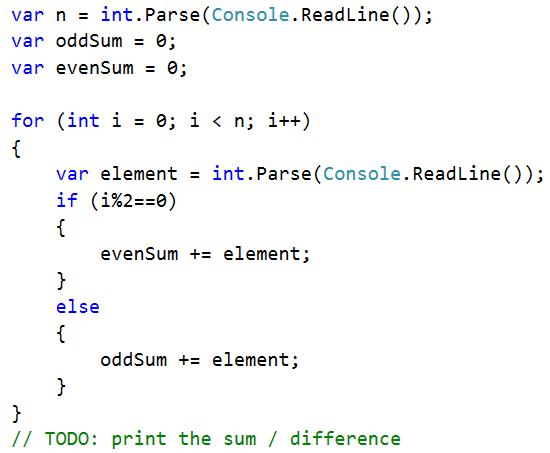 var n = int.Parse(Console.ReadLine());
var oddSum = 0;
var evenSum = 0;

for (int i = 0; i < n; i++)
{
    var element = int.Parse(Console.ReadLine());
    if (i%2==0)
    {
        evenSum += element;
    }
    else
    {
        oddSum += element;
    }
}
// TODO: print the sum / difference